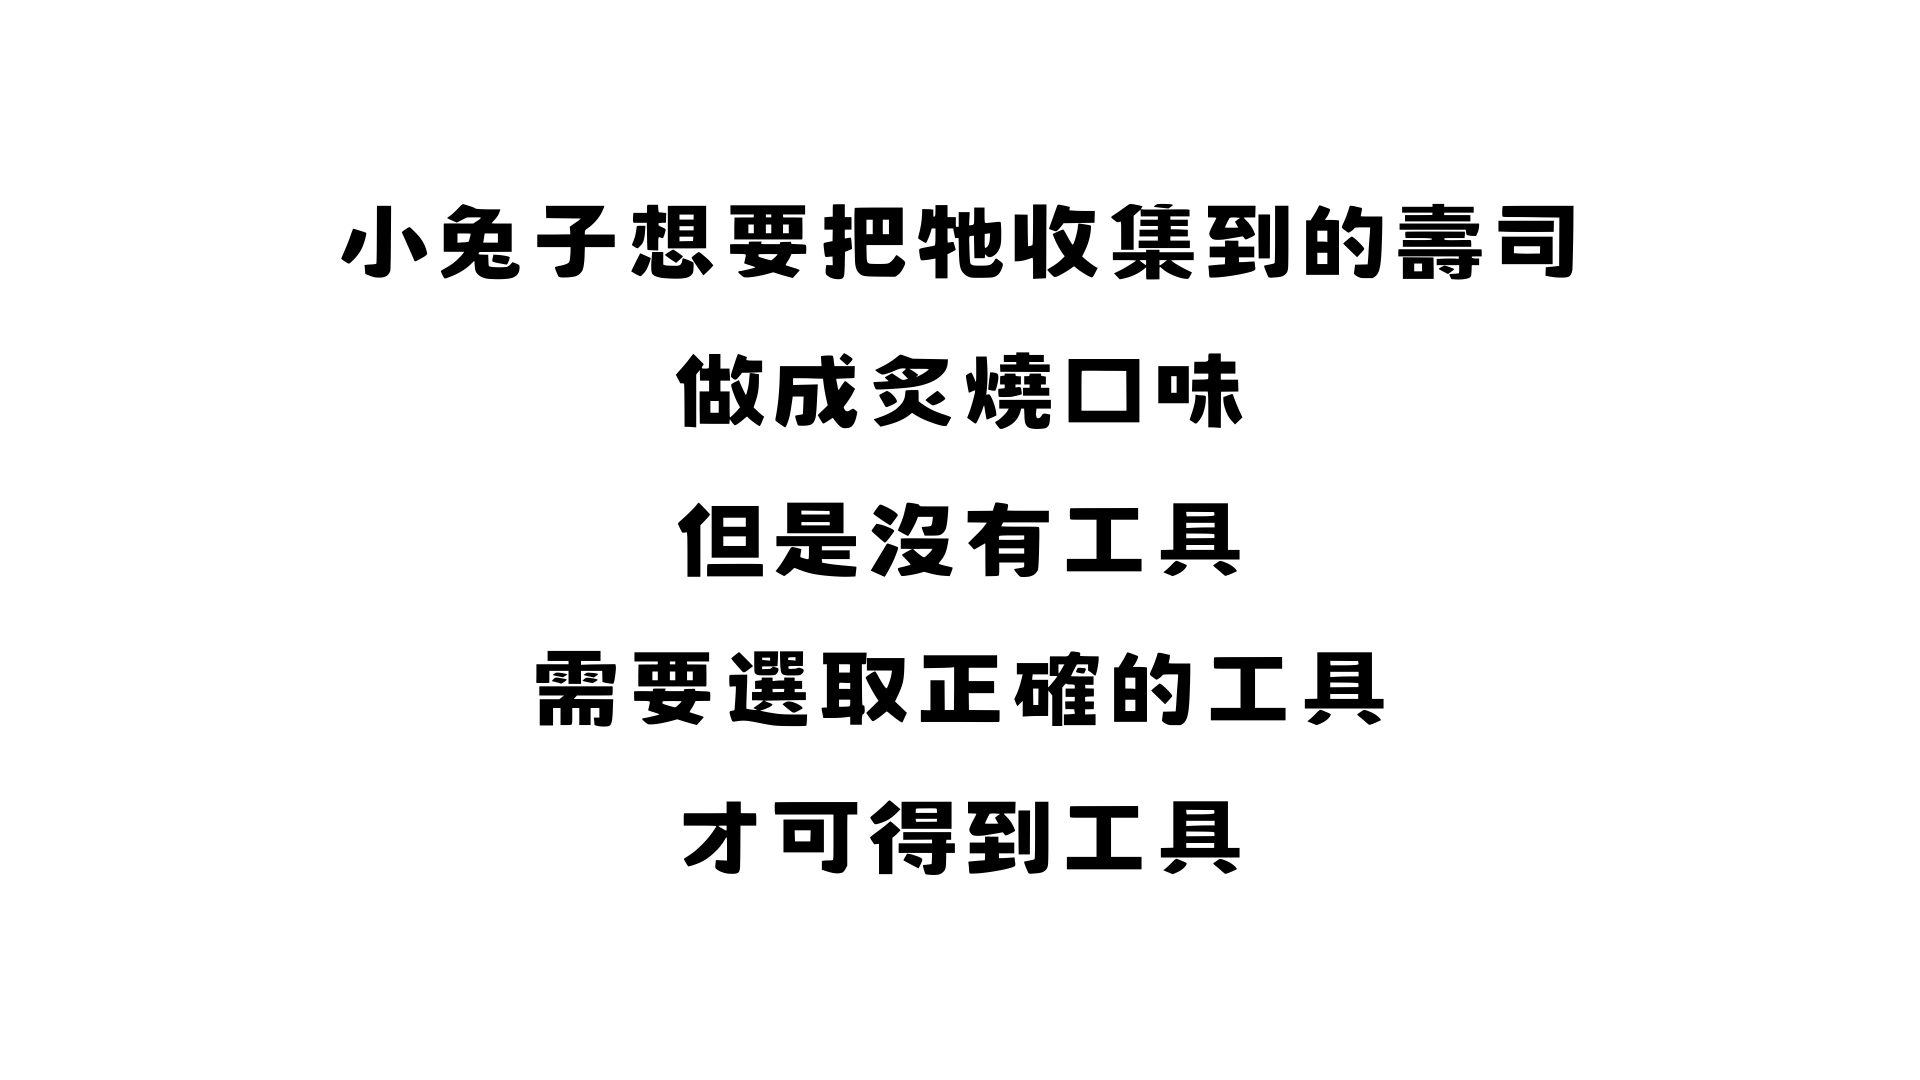 小兔子想要把牠收集到的壽司
做成炙燒口味
但是沒有工具
需要選取正確的工具
才可得到工具